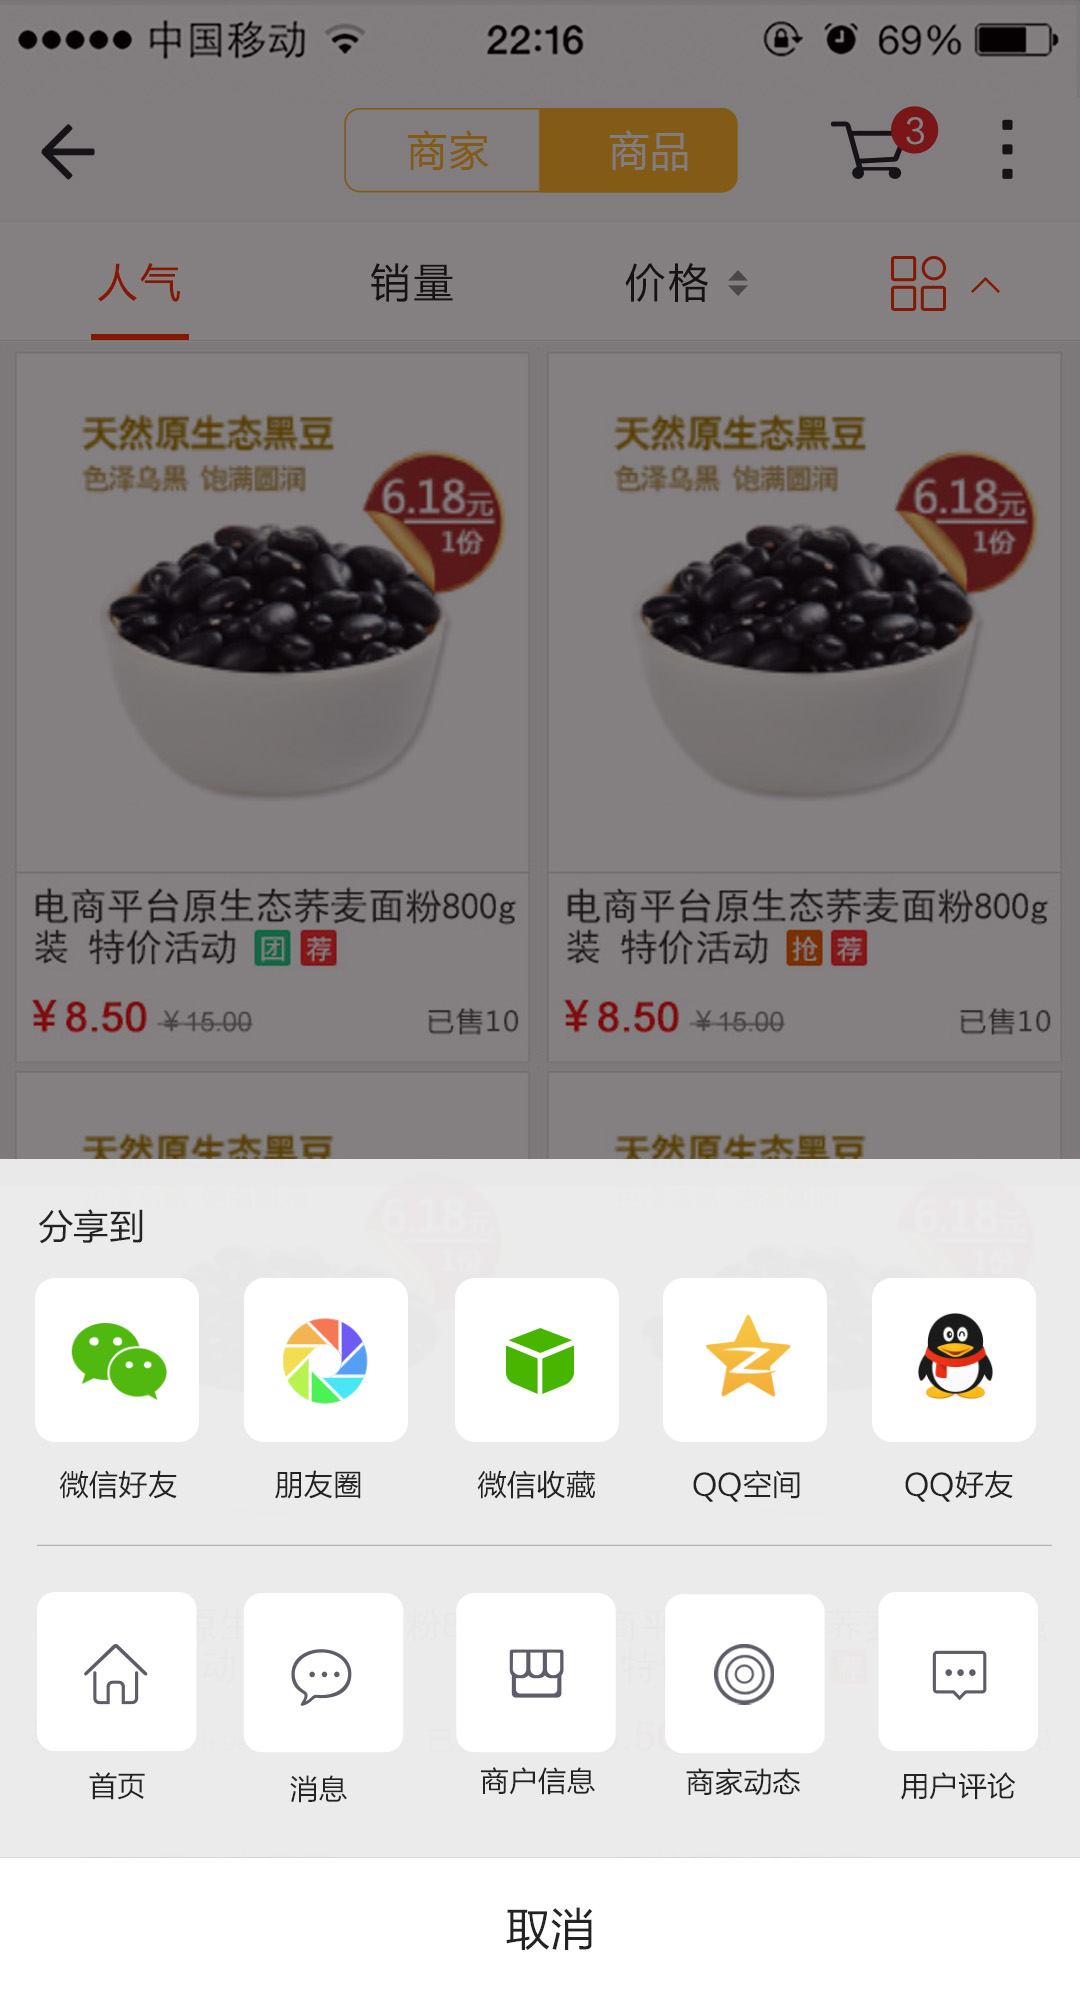 中国移动 22:16 69%
商家 商品 3
人气 销量 价格
天然原生态黑豆 天然原生态黑豆
色泽乌黑 饱满圆润 色泽乌黑 饱满圆润
6.18元 6.18元
1份 1份
电商平台原生态荞麦面粉800g 电商平台原生态荞麦面粉800g
装 特价活动 团 荐 装 特价活动 抢 荐
¥8.50 ¥15.00 已售10 ¥8.50 ¥15.00 已售10
天然原生态黑豆 天然原生态黑豆
分享到
微信好友 朋友圈 微信收藏 QQ空间 QQ好友
首页 消息 商户信息 商家动态 用户评论
取消